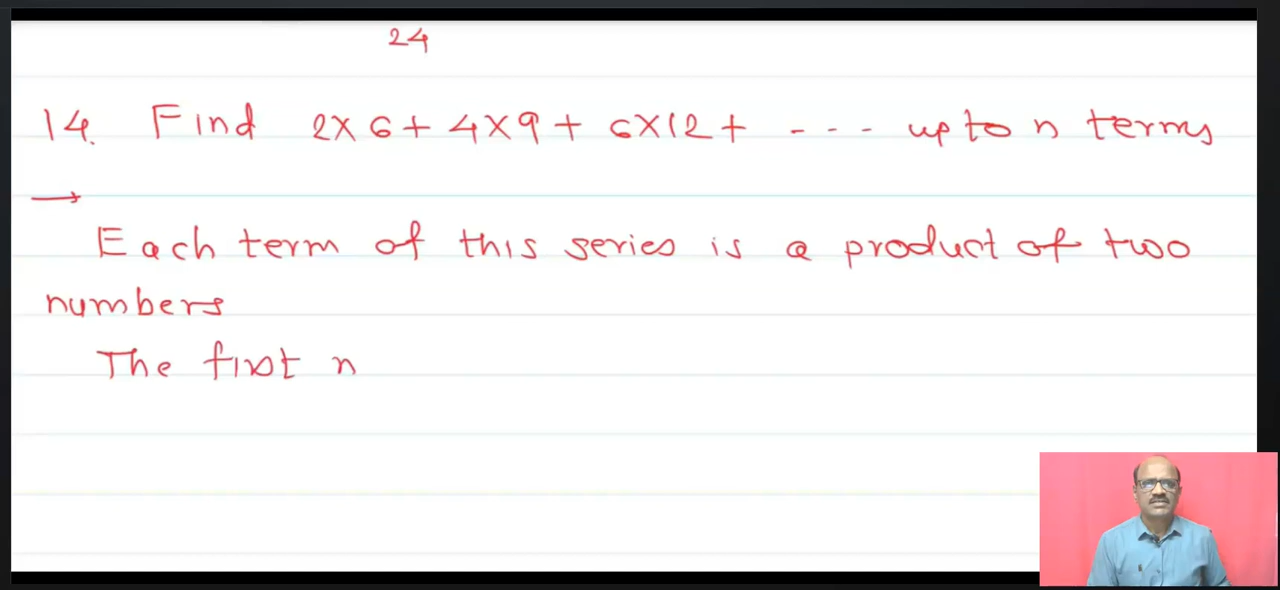 24
14. Find 2×6 + 4×9 + 6×12 + - - - - upto n terms
→
Each term of this series is a product of two
numbers
The first n